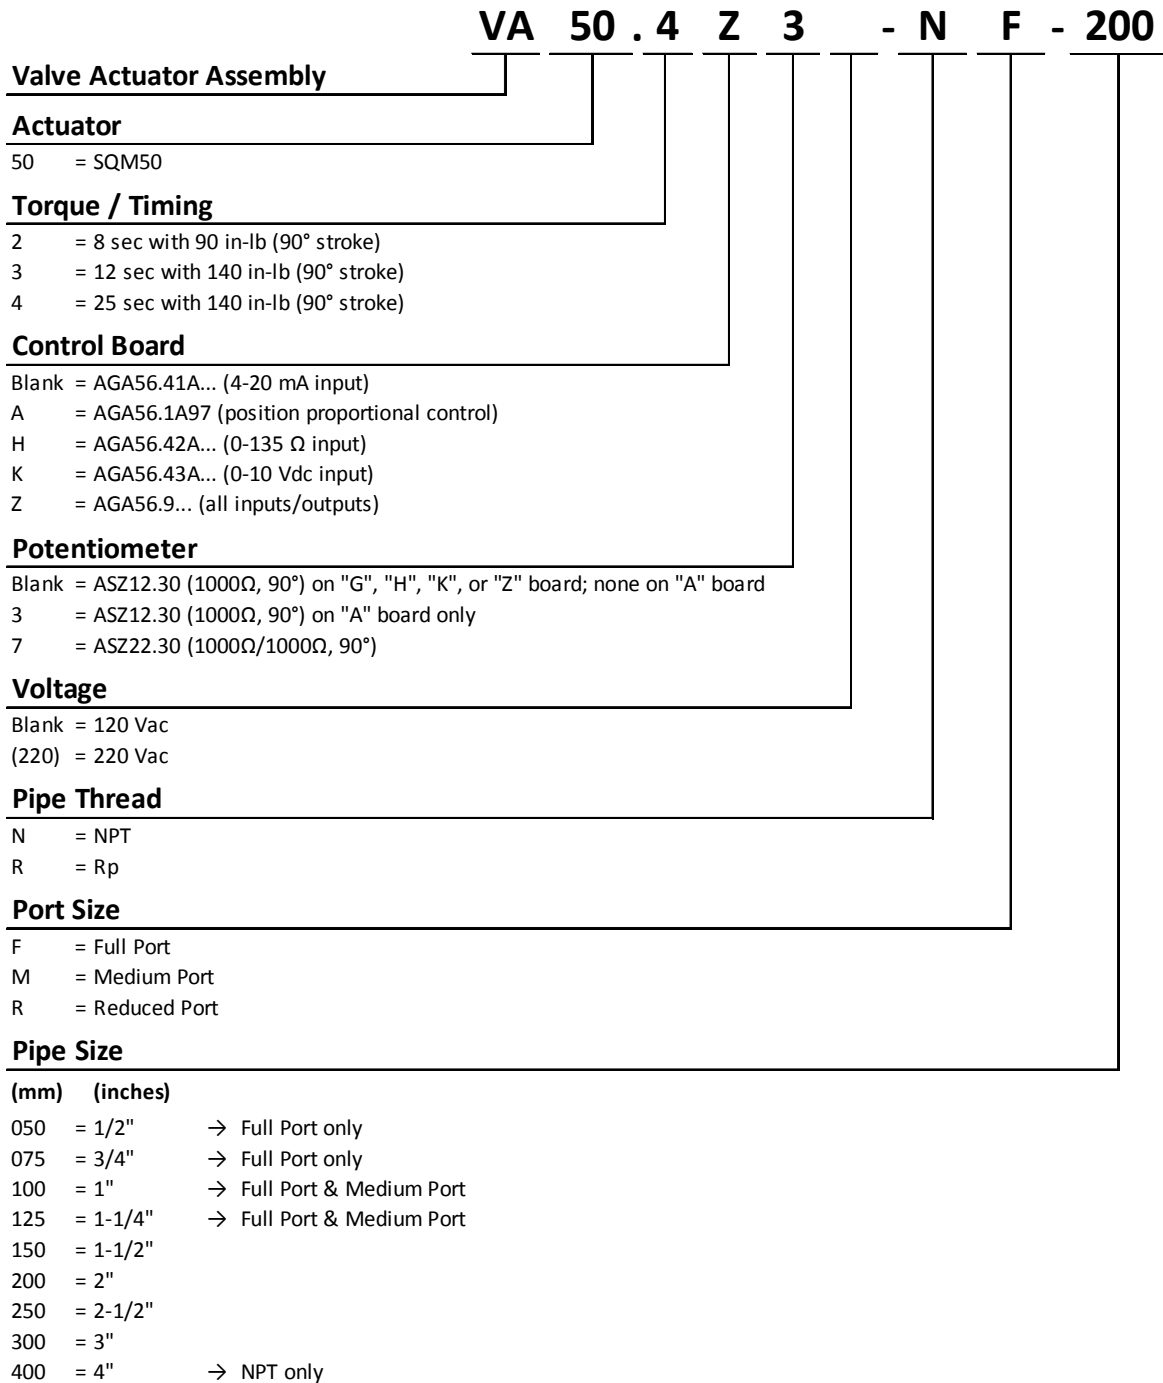 VA 50 . 4 Z 3 - N F - 200
Valve Actuator Assembly
Actuator
50 = SQM50
Torque / Timing
2 = 8 sec with 90 in-lb (90° stroke)
3 = 12 sec with 140 in-lb (90° stroke)
4 = 25 sec with 140 in-lb (90° stroke)
Control Board
Blank = AGA56.41A... (4-20 mA input)
A = AGA56.1A97 (position proportional control)
H = AGA56.42A... (0-135 Ω input)
K = AGA56.43A... (0-10 Vdc input)
Z = AGA56.9... (all inputs/outputs)
Potentiometer
Blank = ASZ12.30 (1000Ω, 90°) on "G", "H", "K", or "Z" board; none on "A" board
3 = ASZ12.30 (1000Ω, 90°) on "A" board only
7 = ASZ22.30 (1000Ω/1000Ω, 90°)
Voltage
Blank = 120 Vac
(220) = 220 Vac
Pipe Thread
N = NPT
R = Rp
Port Size
F = Full Port
M = Medium Port
R = Reduced Port
Pipe Size
(mm) (inches)
050 = 1/2" → Full Port only
075 = 3/4" → Full Port only
100 = 1" → Full Port & Medium Port
125 = 1-1/4" → Full Port & Medium Port
150 = 1-1/2"
200 = 2"
250 = 2-1/2"
300 = 3"
400 = 4" → NPT only